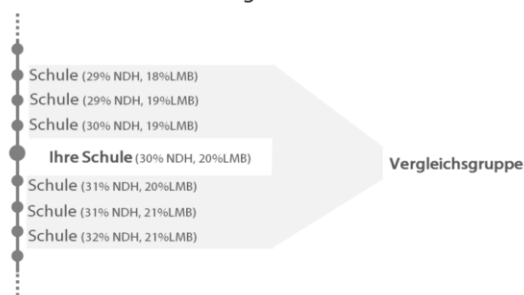 Schule (29% NDH, 18%LMB)
Schule (29% NDH, 19%LMB)
Schule (30% NDH, 19%LMB)
Ihre Schule (30% NDH, 20%LMB)
Vergleichsgruppe
Schule (31% NDH, 20%LMB)
Schule (31% NDH, 21%LMB)
Schule (32% NDH, 21%LMB)